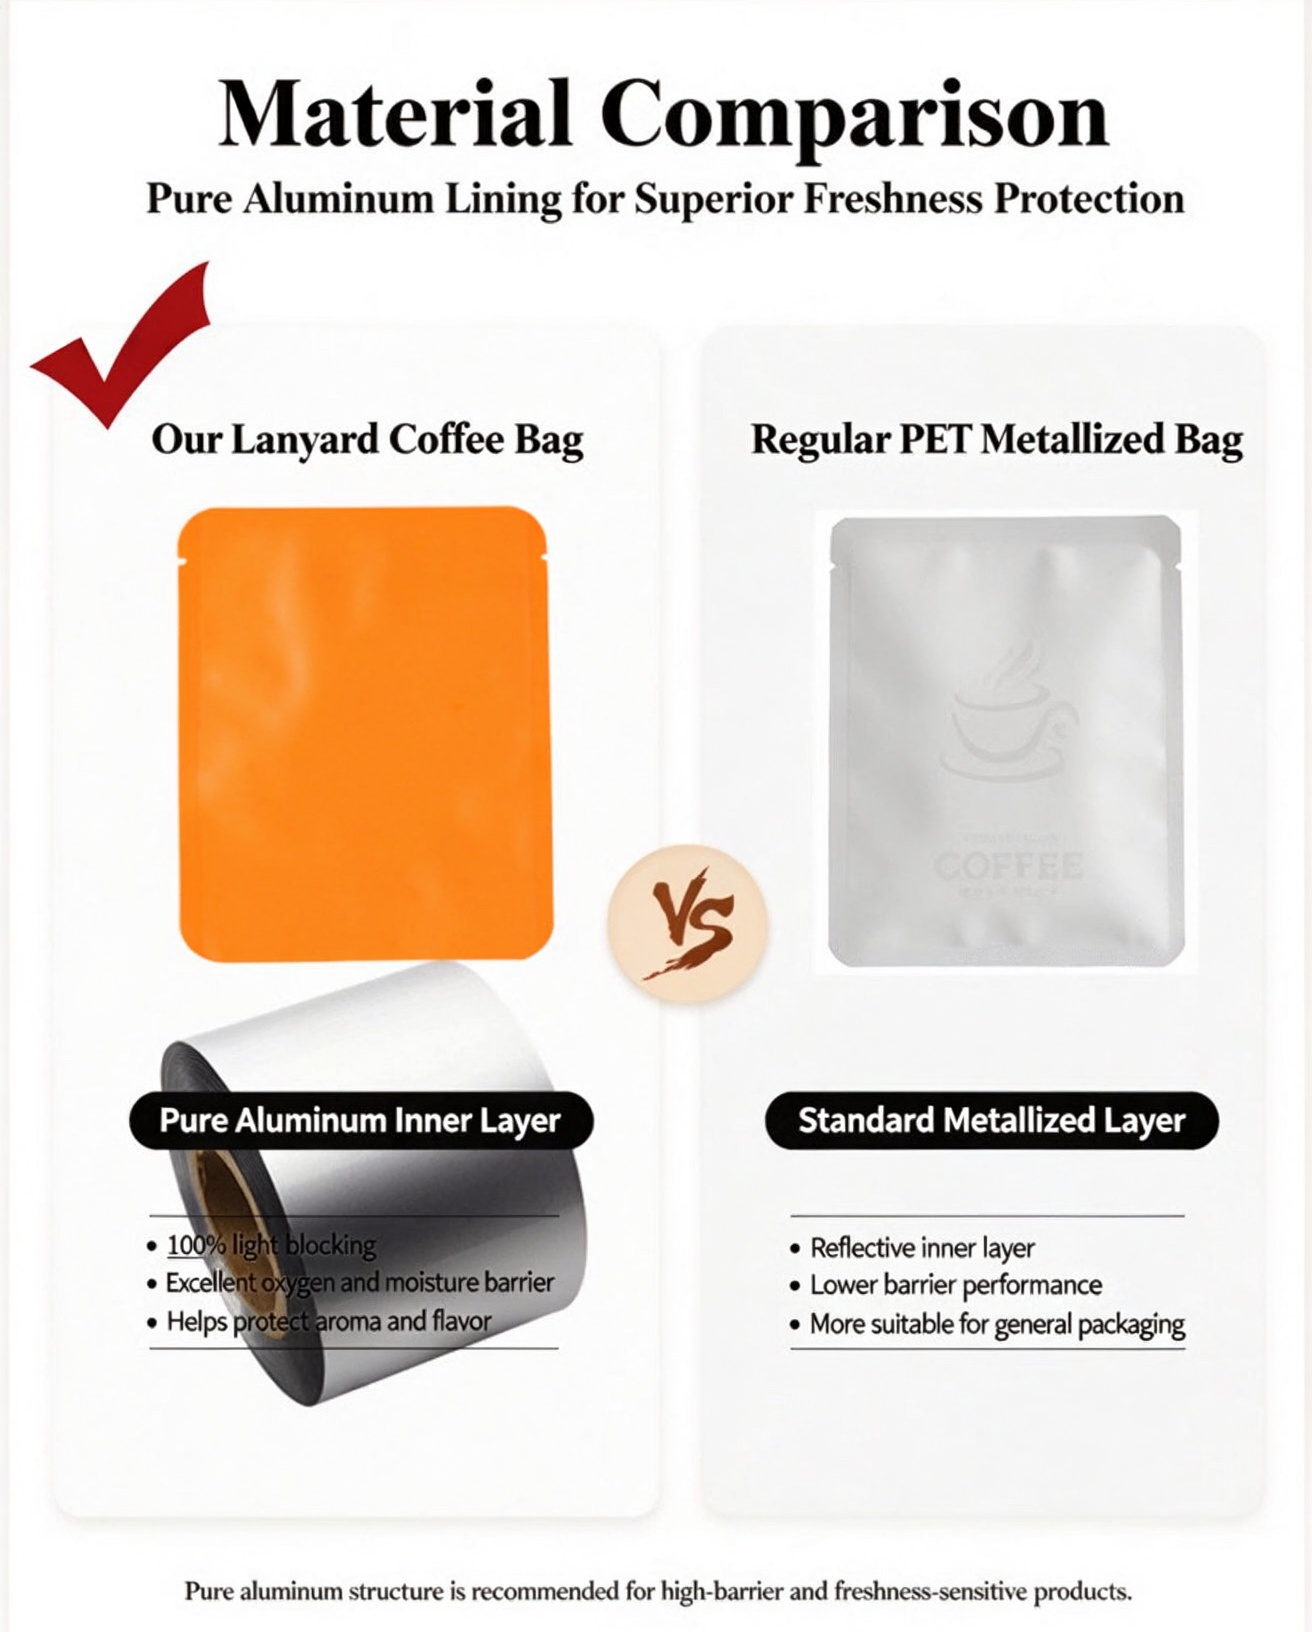 Material Comparison
Pure Aluminum Lining for Superior Freshness Protection
Our Lanyard Coffee Bag
Regular PET Metallized Bag
COFFEE
VS
Pure Aluminum Inner Layer
• 100% light blocking
• Excellent oxygen and moisture barrier
• Helps protect aroma and flavor
Standard Metallized Layer
• Reflective inner layer
• Lower barrier performance
• More suitable for general packaging
Pure aluminum structure is recommended for high-barrier and freshness-sensitive products.